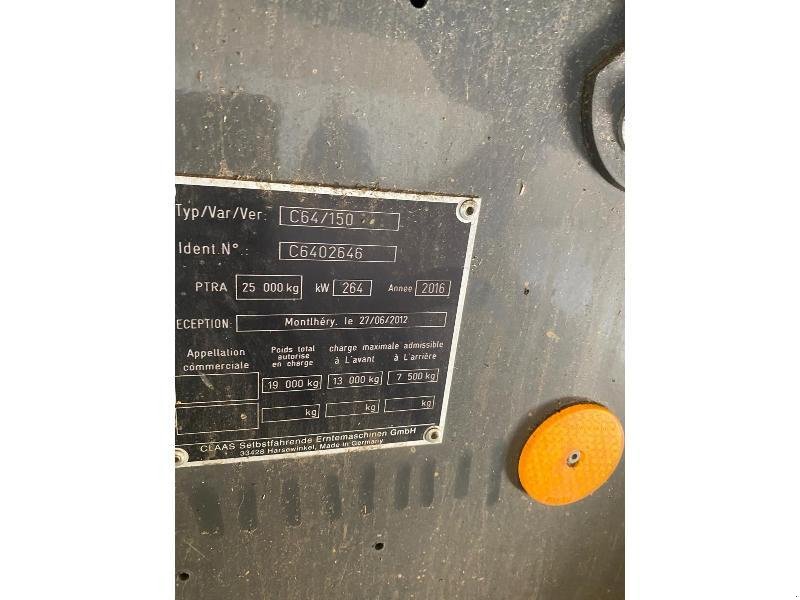 Typ/Var/Ver: C64/150
Ident.N°.: C6402646
PTRA 25 000 kg kW 264 Année 2016
ECEPTION: Montlhéry, le 27/06/2012
Appellation commerciale Poids total autorisé en charge charge maximale admissible à L'avant à L'arrière
19 000 kg 13 000 kg 7 500 kg
kg kg kg
CLAAS Selbstfahrende Erntemaschinen GmbH
33428 Harsewinkel, Made in Germany